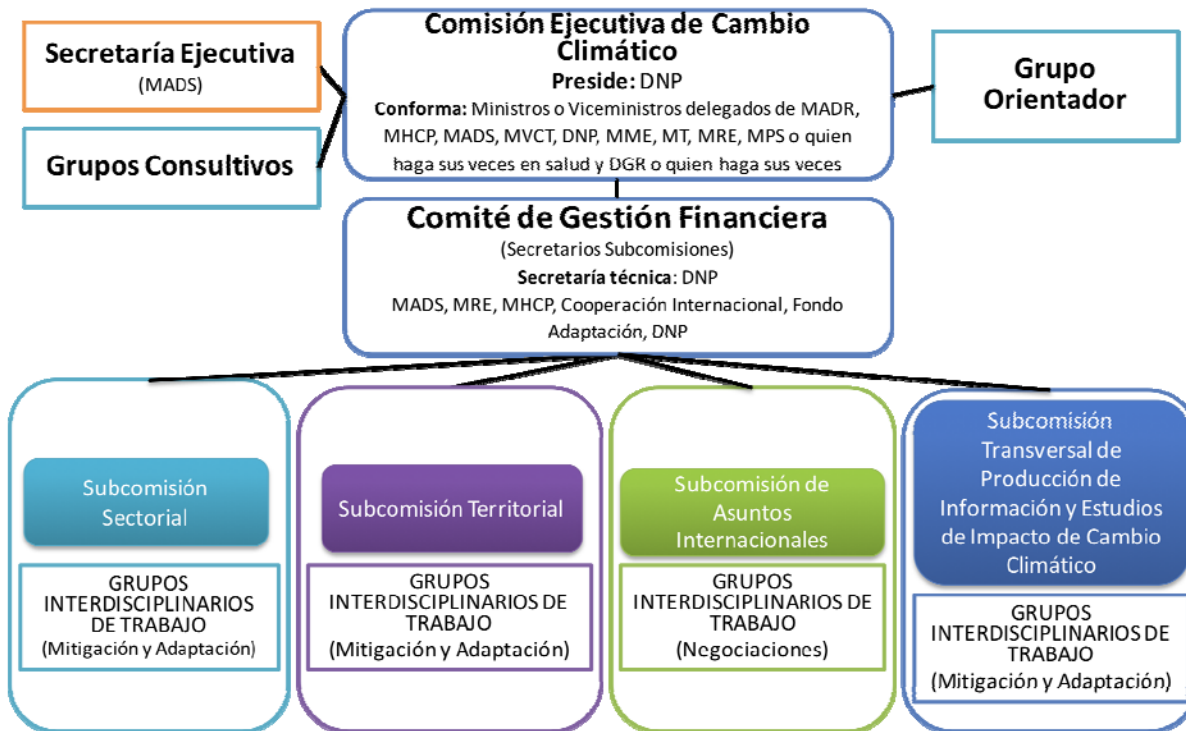 Comisión Ejecutiva de Cambio
Climático
Preside: DNP
Conforma: Ministros o Viceministros delegados de MADR,
MHCP, MADS, MVCT, DNP, MME, MT, MRE, MPS o quien
haga sus veces en salud y DGR o quien haga sus veces
Secretaría Ejecutiva
(MADS)
Grupos Consultivos
Grupo
Orientador
Comité de Gestión Financiera
(Secretarios Subcomisiones)
Secretaría técnica: DNP
MADS, MRE, MHCP, Cooperación Internacional, Fondo
Adaptación, DNP
Subcomisión
Sectorial
GRUPOS
INTERDISCIPLINARIOS
DE TRABAJO
(Mitigación y Adaptación)
Subcomisión Territorial
GRUPOS
INTERDISCIPLINARIOS DE
TRABAJO
(Mitigación y Adaptación)
Subcomisión de
Asuntos
Internacionales
GRUPOS
INTERDISCIPLINARIOS DE
TRABAJO
(Negociaciones)
Subcomisión
Transversal de
Producción de
Información y Estudios
de Impacto de Cambio
Climático
GRUPOS
INTERDISCIPLINARIOS DE
TRABAJO
(Mitigación y Adaptación)